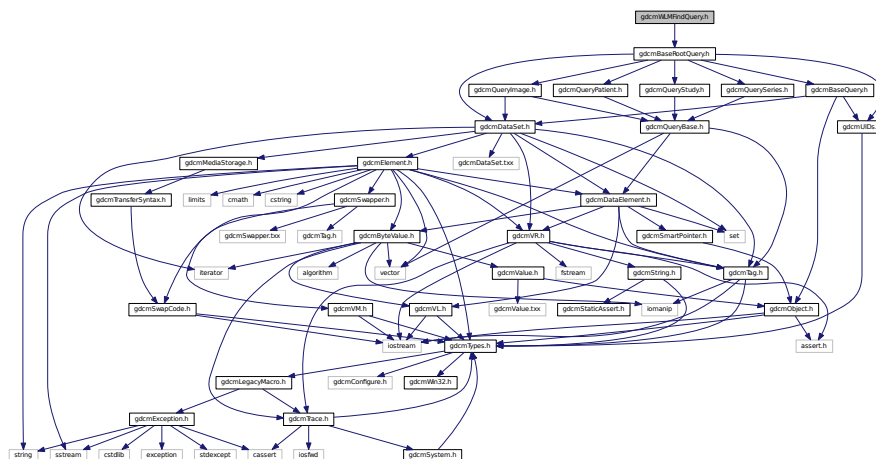 gdcmWLMFindQuery.h
gdcmBaseRootQuery.h
gdcmQueryImage.h
gdcmQueryPatient.h
gdcmQueryStudy.h
gdcmQuerySeries.h
gdcmBaseQuery.h
gdcmDataSet.h
gdcmQueryBase.h
gdcmUIDs.h
gdcmMediaStorage.h
gdcmElement.h
gdcmDataSet.txx
gdcmTransferSyntax.h
limits
cmath
cstring
gdcmSwapper.h
gdcmDataElement.h
gdcmSwapper.txx
gdcmTag.h
gdcmByteValue.h
gdcmVR.h
gdcmSmartPointer.h
set
iterator
algorithm
vector
gdcmValue.h
fstream
gdcmString.h
gdcmTag.h
gdcmSwapCode.h
gdcmVM.h
gdcmVL.h
gdcmValue.txx
gdcmStaticAssert.h
iomanip
gdcmObject.h
iostream
gdcmTypes.h
assert.h
gdcmLegacyMacro.h
gdcmConfigure.h
gdcmWin32.h
gdcmException.h
gdcmTrace.h
string
sstream
cstdlib
exception
stdexcept
cassert
iosfwd
gdcmSystem.h